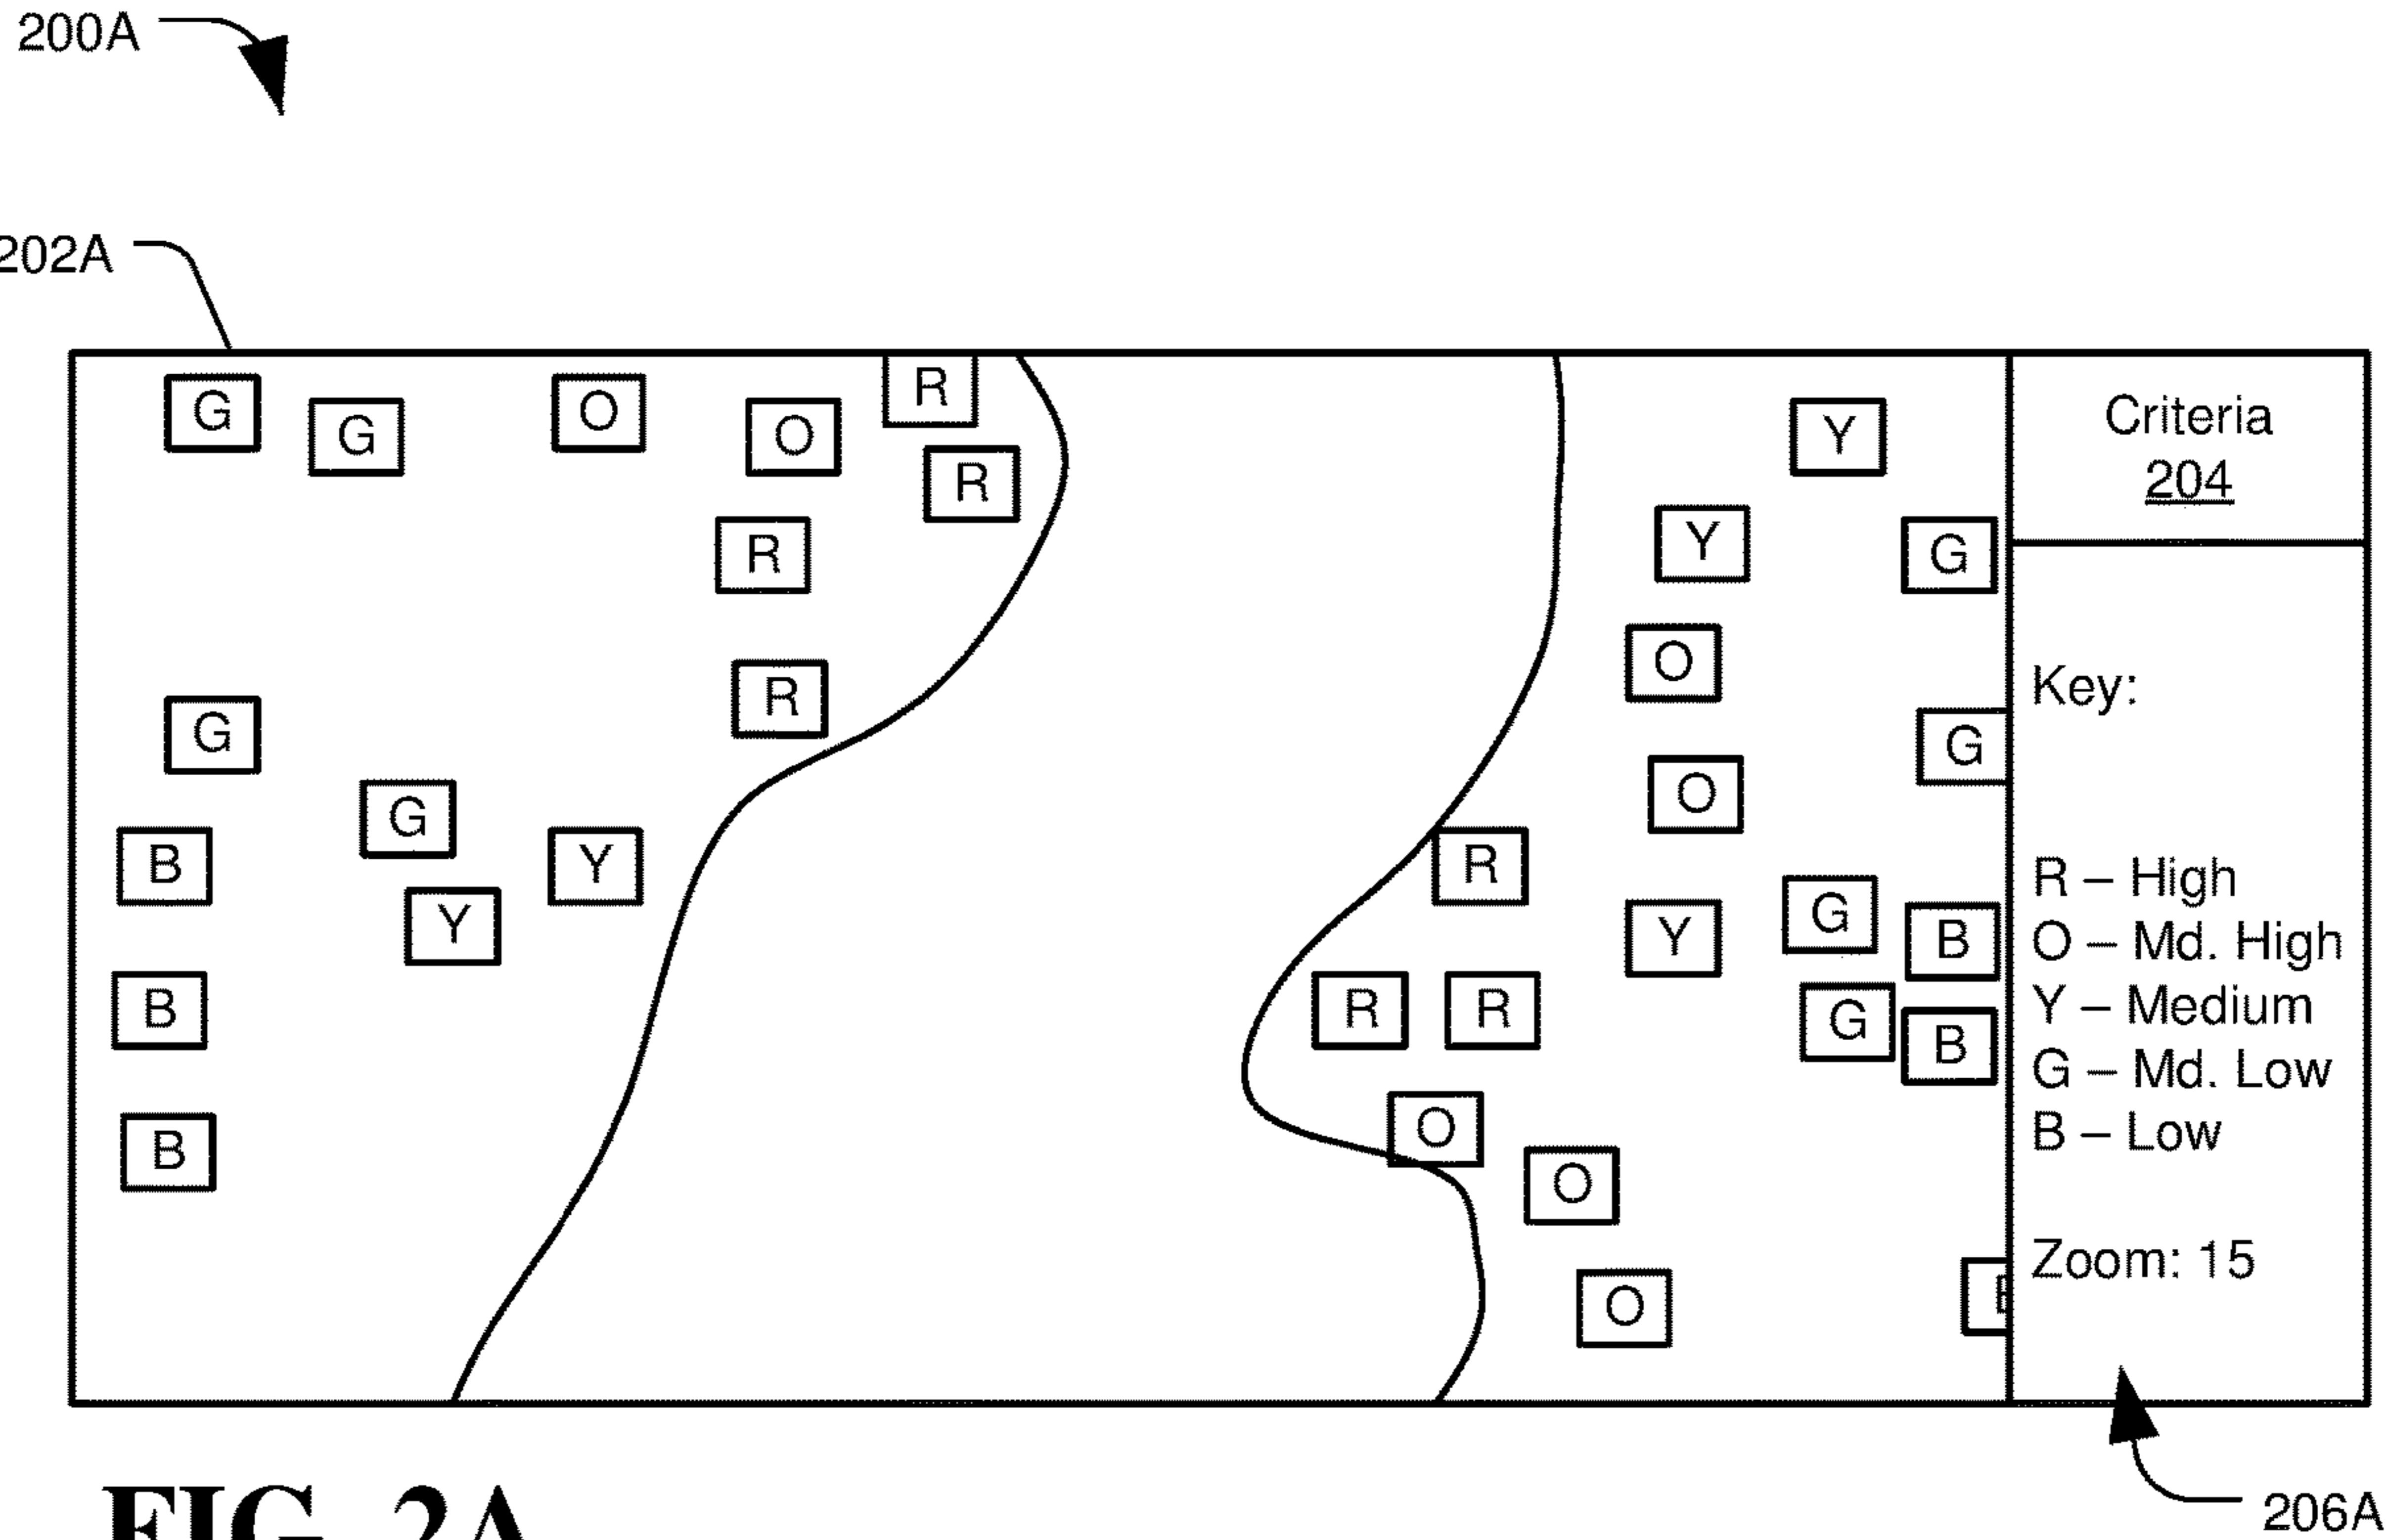 200A
202A
G
G
O
O
R
R
R
R
G
G
B
Y
Y
B
B
Y
Y
G
O
G
O
R
Y
G
B
R
R
G
B
O
O
O
Criteria
204
Key:
R – High
O – Md. High
Y – Medium
G – Md. Low
B – Low
Zoom: 15
206A
FIG. 2A